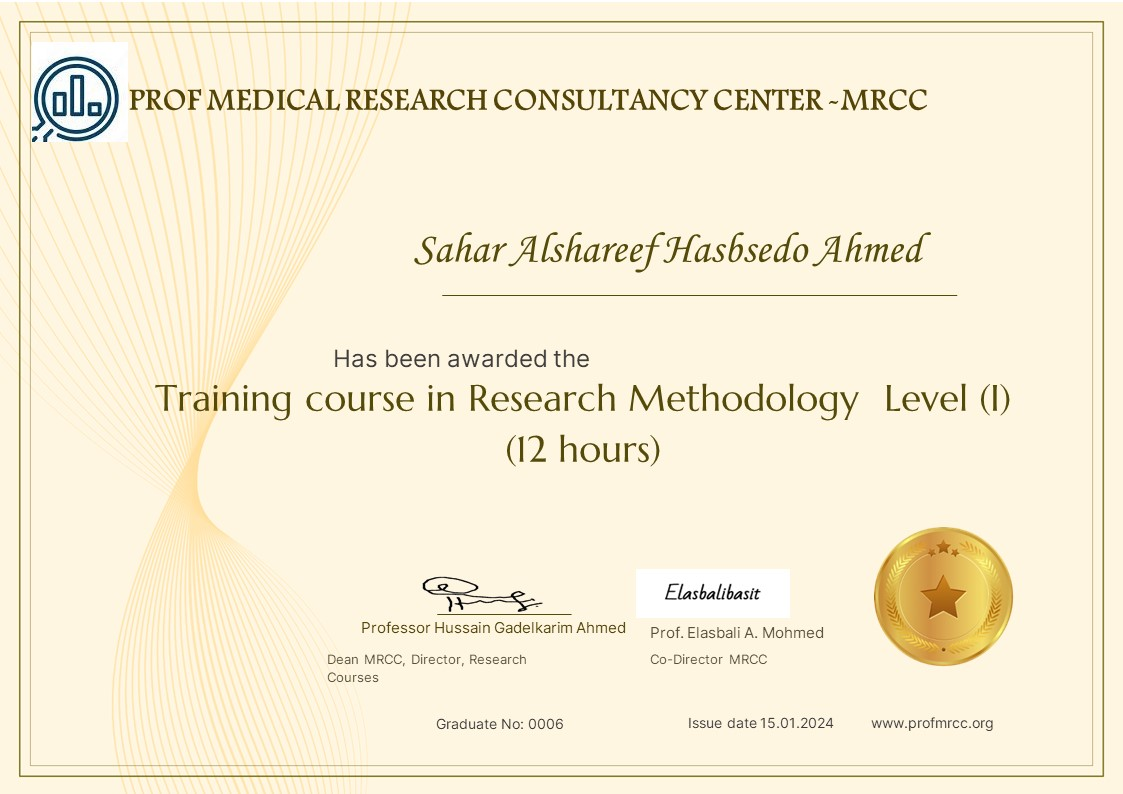 PROF MEDICAL RESEARCH CONSULTANCY CENTER -MRCC
Sahar Alshareef Hasbsedo Ahmed
Has been awarded the
Training course in Research Methodology Level (I)
(12 hours)
Elasbalibasit
Professor Hussain Gadelkarim Ahmed
Prof. Elasbali A. Mohmed
Dean MRCC, Director, Research
Courses
Co-Director MRCC
Graduate No: 0006
Issue date 15.01.2024
www.profmrcc.org